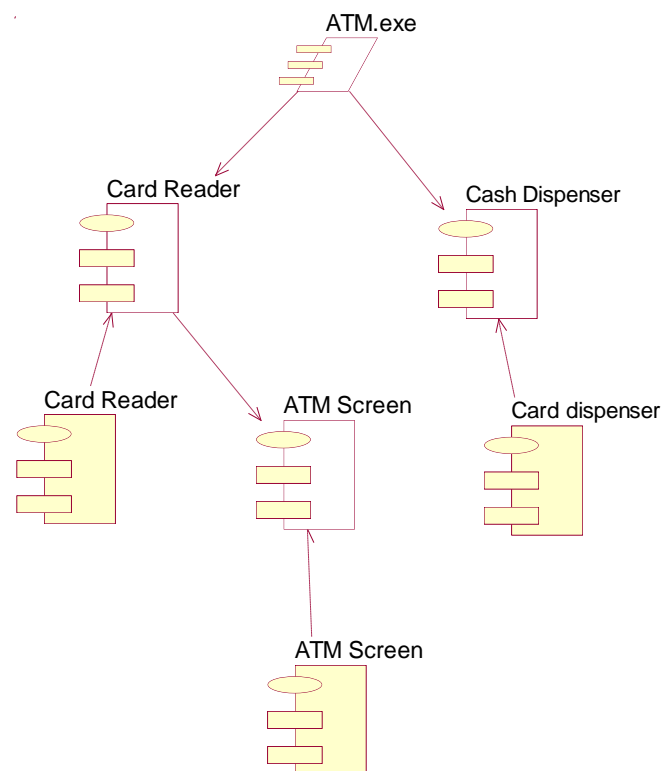 ATM.exe
Card Reader
Cash Dispenser
Card Reader
ATM Screen
Card dispenser
ATM Screen